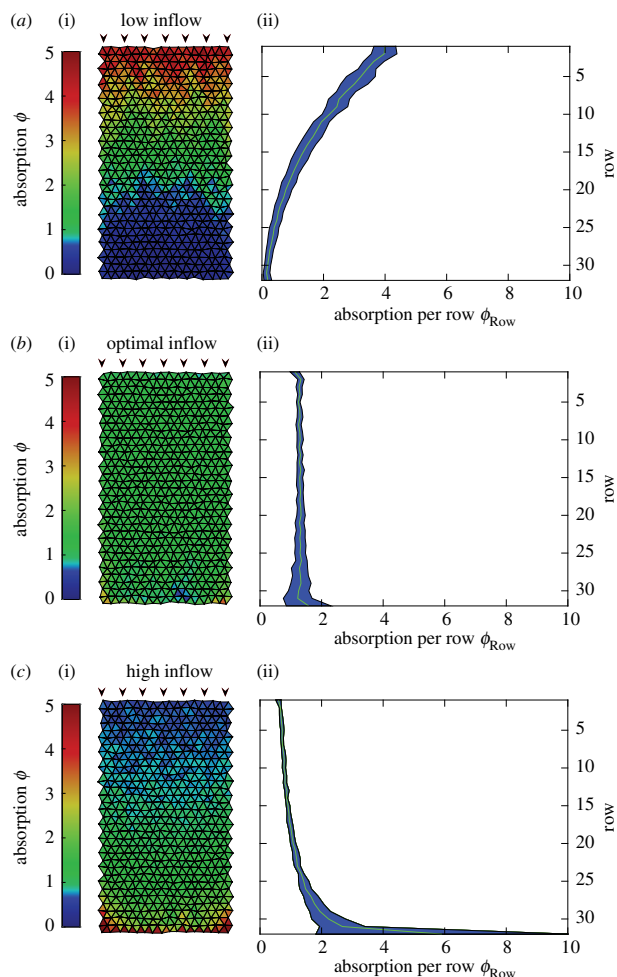 (a) (i) low inflow (ii)
5
4
3
2
1
0
absorption ϕ
5
10
15
20
25
30
row
0 2 4 6 8 10
absorption per row ϕRow
(b) (i) optimal inflow (ii)
5
4
3
2
1
0
absorption ϕ
5
10
15
20
25
30
row
0 2 4 6 8 10
absorption per row ϕRow
(c) (i) high inflow (ii)
5
4
3
2
1
0
absorption ϕ
5
10
15
20
25
30
row
0 2 4 6 8 10
absorption per row ϕRow